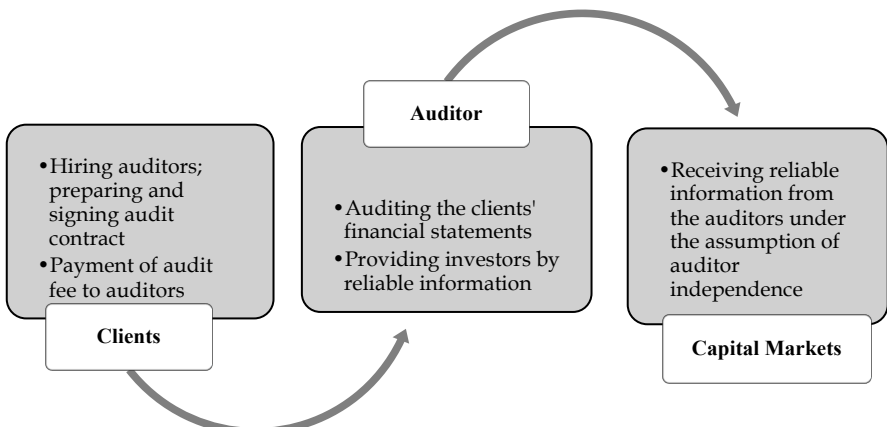 Auditor
•Hiring auditors;
preparing and
signing audit
contract
•Payment of audit
fee to auditors
Clients
•Auditing the clients'
financial statements
•Providing investors by
reliable information
•Receiving reliable
information from
the auditors under
the assumption of
auditor
independence
Capital Markets